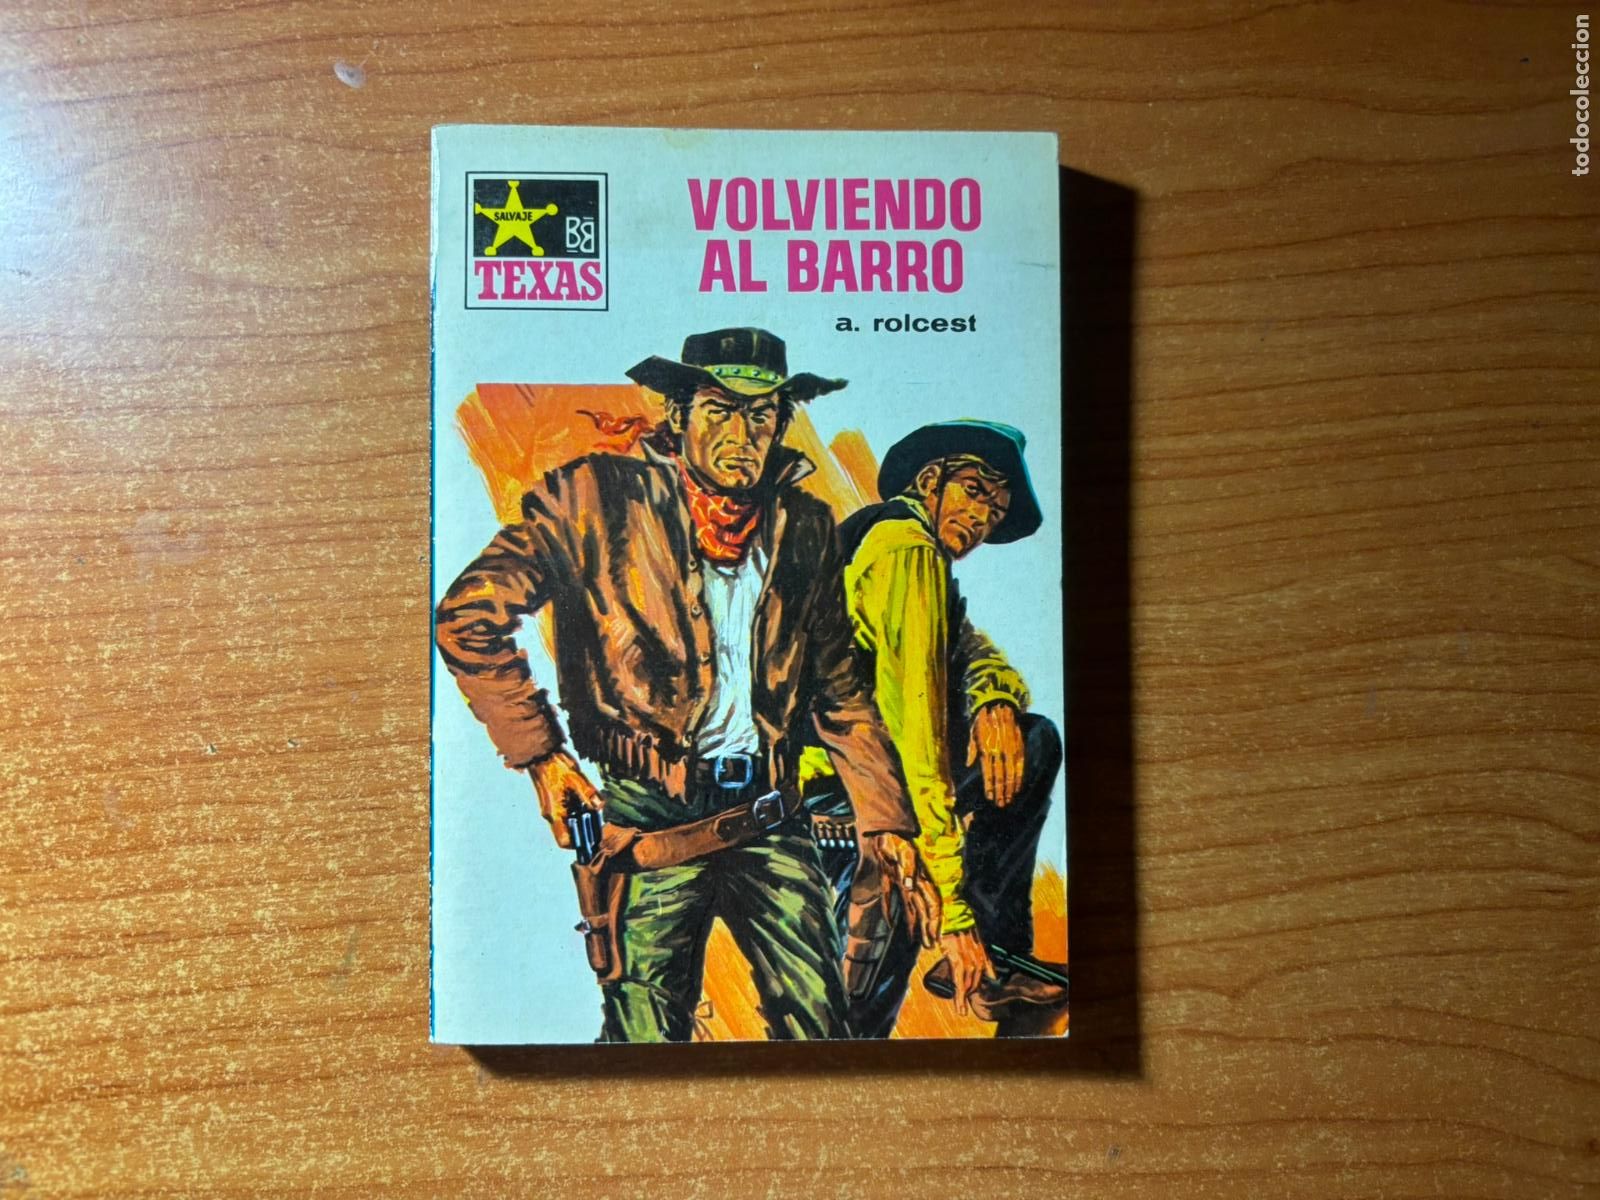 SALVAJE
BB
TEXAS
VOLVIENDO
AL BARRO
a. rolcest
todocoleccion